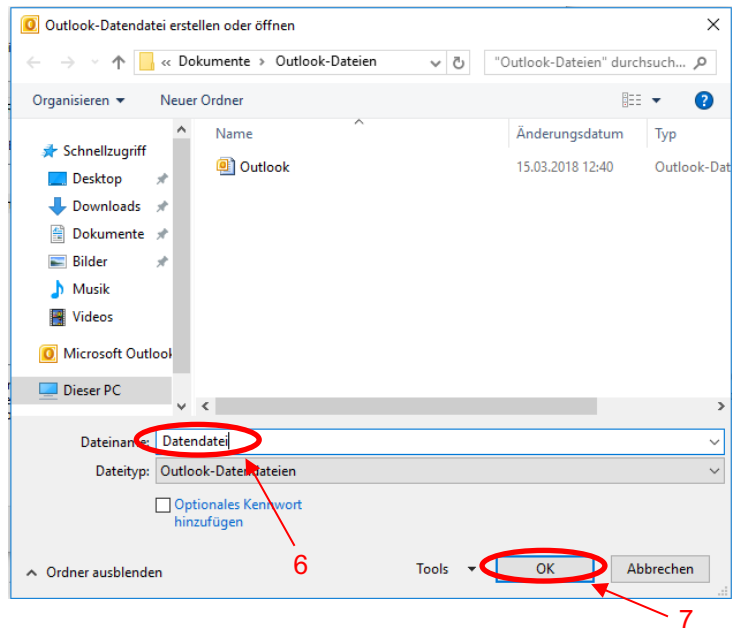 Outlook-Datendatei erstellen oder öffnen
« Dokumente › Outlook-Dateien
"Outlook-Dateien" durchsuch...
Organisieren Neuer Ordner
Name Änderungsdatum Typ
Schnellzugriff
Outlook 15.03.2018 12:40 Outlook-Dat
Desktop
Downloads
Dokumente
Bilder
Musik
Videos
Microsoft Outlook
Dieser PC
Dateiname: Datendatei
Dateityp: Outlook-Datendateien
Optionales Kennwort
hinzufügen
6
Ordner ausblenden Tools OK Abbrechen
7